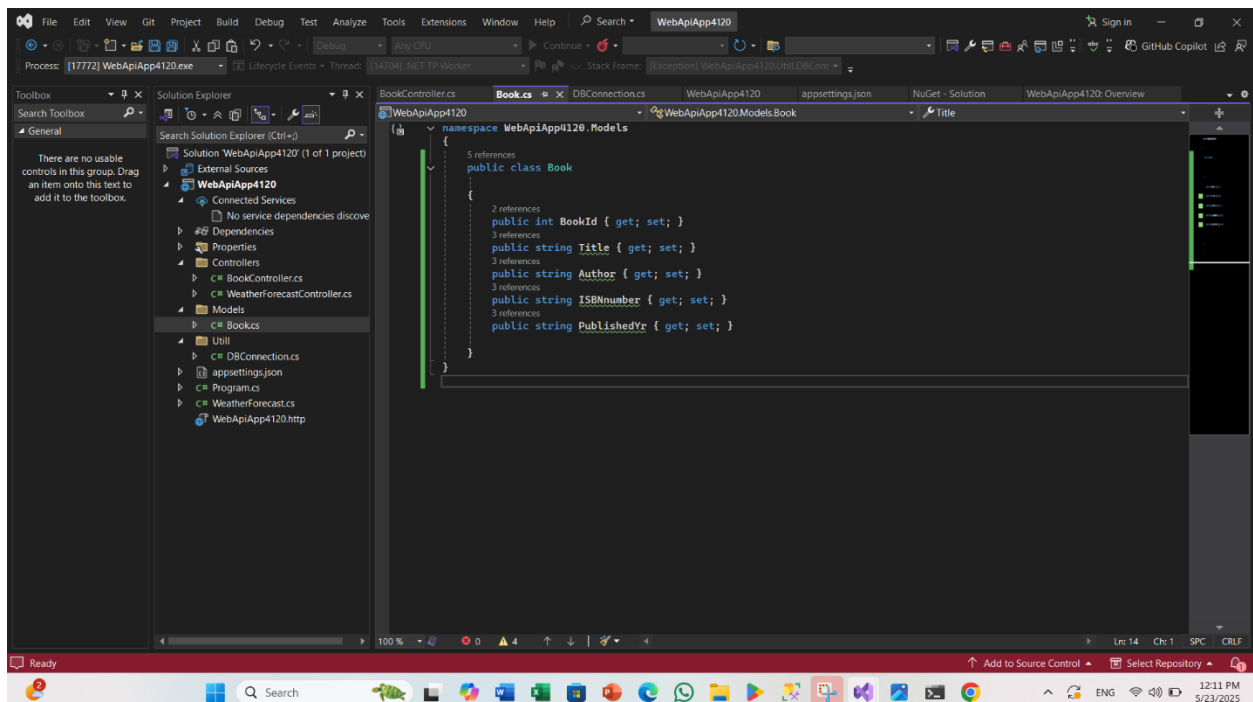 File Edit View Git Project Build Debug Test Analyze Tools Extensions Window Help Search WebApiApp4120 Sign in
Debug Any CPU Continue GitHub Copilot
Process: [17772] WebApiApp4120.exe Lifecycle Events Thread: [14704] .NET TP Worker Stack Frame: [Exception] WebApiApp4120.Utill.DBConr
Toolbox
Search Toolbox
General
There are no usable
controls in this group. Drag
an item onto this text to
add it to the toolbox.
Solution Explorer
Search Solution Explorer (Ctrl+;)
Solution 'WebApiApp4120' (1 of 1 project)
External Sources
WebApiApp4120
Connected Services
No service dependencies discove
Dependencies
Properties
Controllers
C# BookController.cs
C# WeatherForecastController.cs
Models
C# Book.cs
Utill
C# DBConnection.cs
appsettings.json
C# Program.cs
C# WeatherForecast.cs
WebApiApp4120.http
BookController.cs Book.cs DBConnection.cs WebApiApp4120 appsettings.json NuGet - Solution WebApiApp4120: Overview
WebApiApp4120 WebApiApp4120.Models.Book Title
namespace WebApiApp4120.Models
{
5 references
public class Book
{
2 references
public int BookId { get; set; }
3 references
public string Title { get; set; }
3 references
public string Author { get; set; }
3 references
public string ISBNnumber { get; set; }
3 references
public string PublishedYr { get; set; }
}
}
100 % 0 4 Ln: 14 Ch: 1 SPC CRLF
Ready Add to Source Control Select Repository 1
2 Search ENG 12:11 PM
5/23/2025